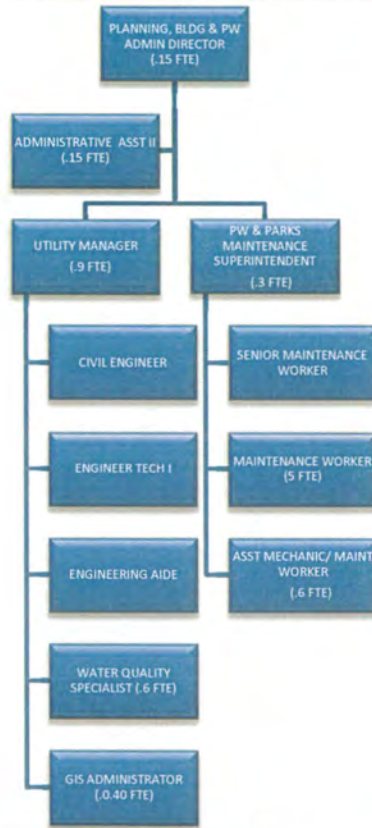 PLANNING, BLDG & PW
ADMIN DIRECTOR
(.15 FTE)
ADMINISTRATIVE ASST II
(.15 FTE)
UTILITY MANAGER
(.9 FTE)
PW & PARKS
MAINTENANCE
SUPERINTENDENT
(.3 FTE)
CIVIL ENGINEER
SENIOR MAINTENANCE
WORKER
ENGINEER TECH I
MAINTENANCE WORKER
(5 FTE)
ENGINEERING AIDE
ASST MECHANIC/ MAINT
WORKER
(.6 FTE)
WATER QUALITY
SPECIALIST (.6 FTE)
GIS ADMINISTRATOR
(.0.40 FTE)